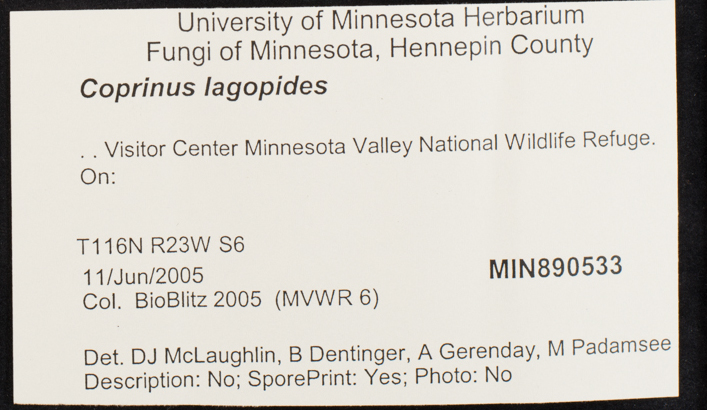 University of Minnesota Herbarium
Fungi of Minnesota, Hennepin County
Coprinus lagopides
. . Visitor Center Minnesota Valley National Wildlife Refuge.
On:
T116N R23W S6
11/Jun/2005
MIN890533
Col. BioBlitz 2005 (MVWR 6)
Det. DJ McLaughlin, B Dentinger, A Gerenday, M Padamsee
Description: No; SporePrint: Yes; Photo: No